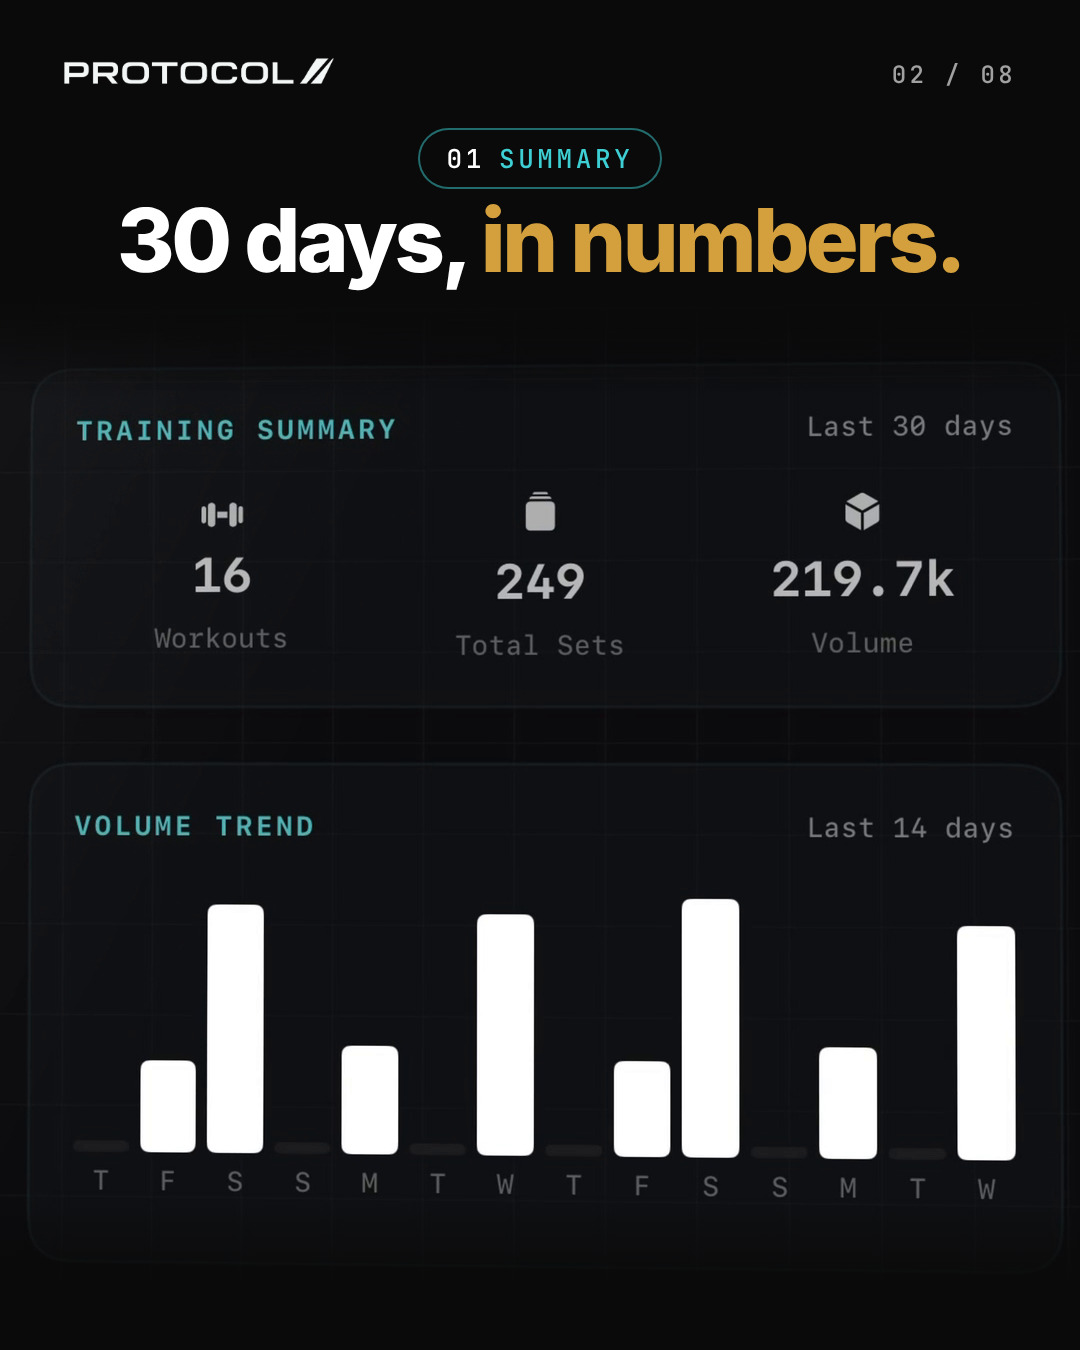 PROTOCOL
02 / 08
01 SUMMARY
30 days, in numbers.
TRAINING SUMMARY
Last 30 days
16
249
219.7k
Workouts
Total Sets
Volume
VOLUME TREND
Last 14 days
T F S S M T W T F S S M T W